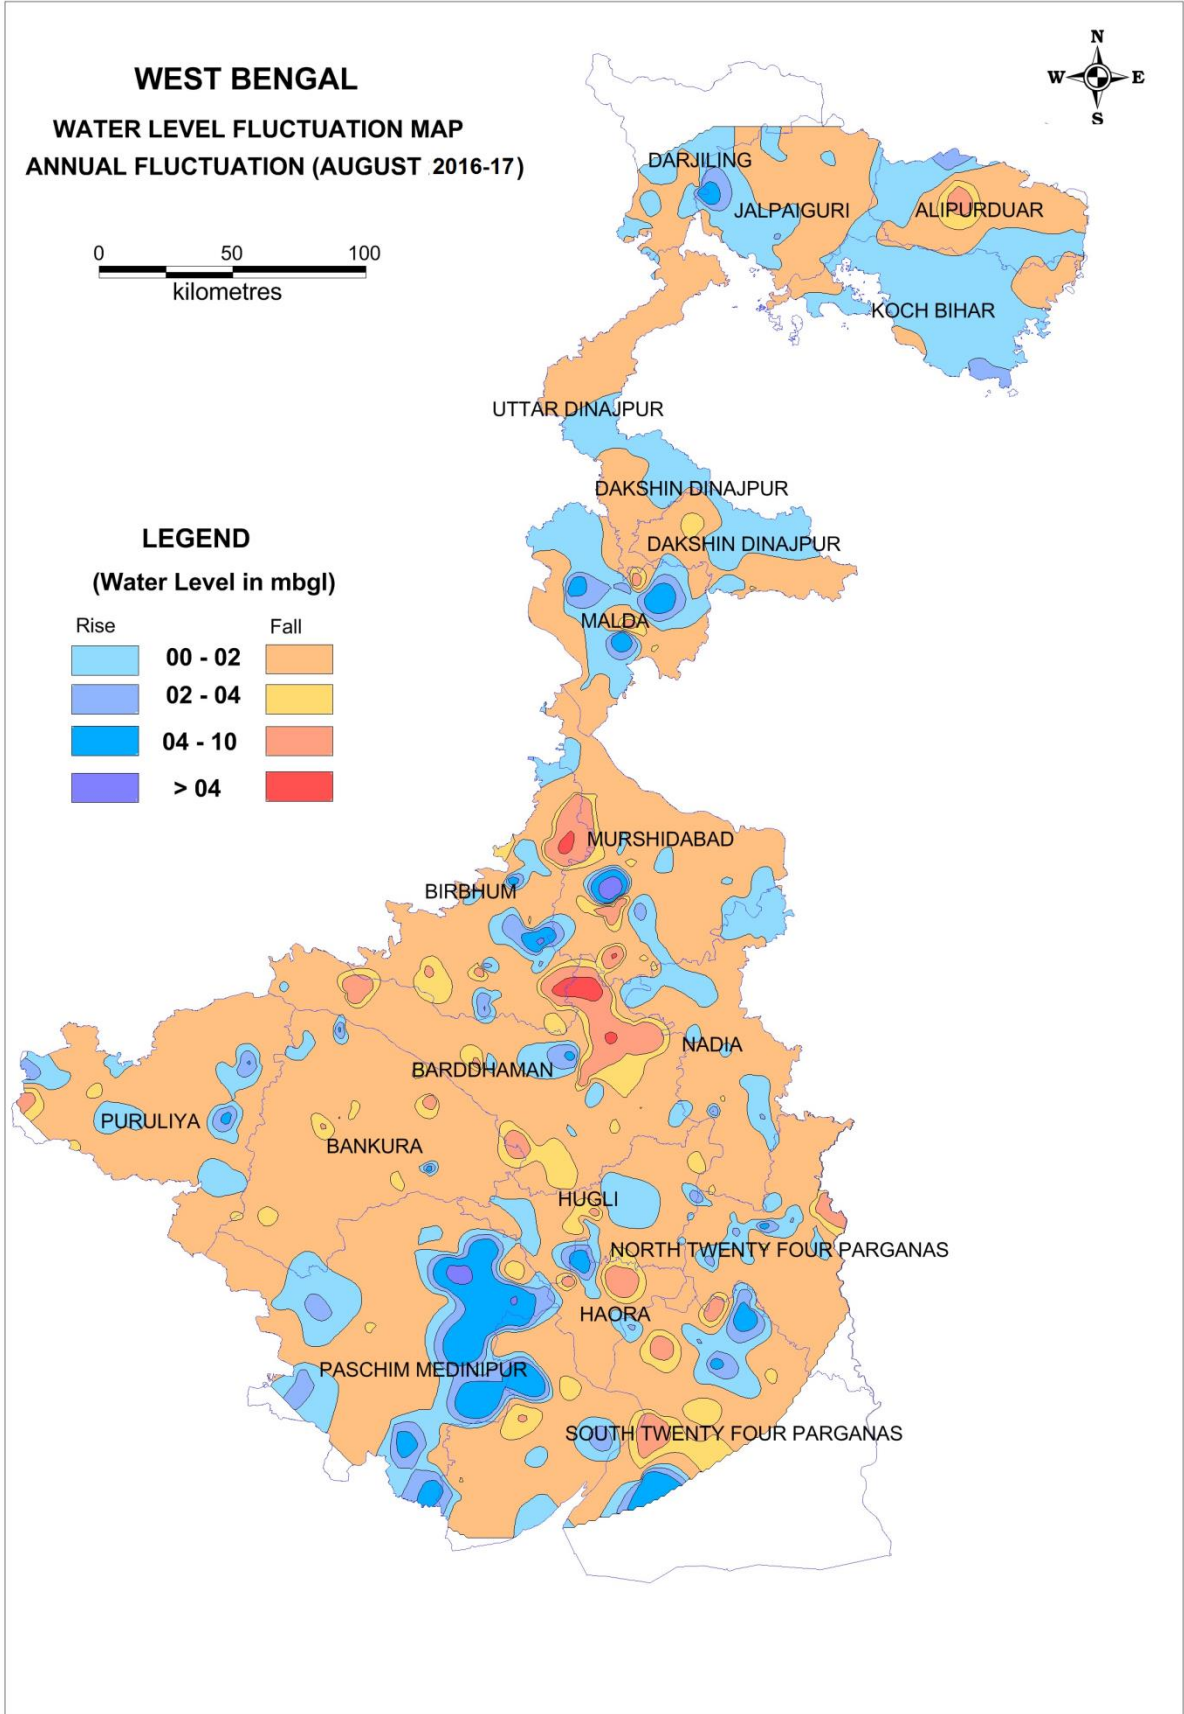 WEST BENGAL
WATER LEVEL FLUCTUATION MAP
ANNUAL FLUCTUATION (AUGUST 2016-17)
N
W E
S
0 50 100
kilometres
DARJILING
JALPAIGURI
ALIPURDUAR
KOCH BIHAR
UTTAR DINAJPUR
DAKSHIN DINAJPUR
DAKSHIN DINAJPUR
LEGEND
(Water Level in mbgl)
Rise Fall
00 - 02
02 - 04
04 - 10
> 04
MALDA
MURSHIDABAD
BIRBHUM
NADIA
BARDDHAMAN
PURULIYA
BANKURA
HUGLI
NORTH TWENTY FOUR PARGANAS
HAORA
PASCHIM MEDINIPUR
SOUTH TWENTY FOUR PARGANAS